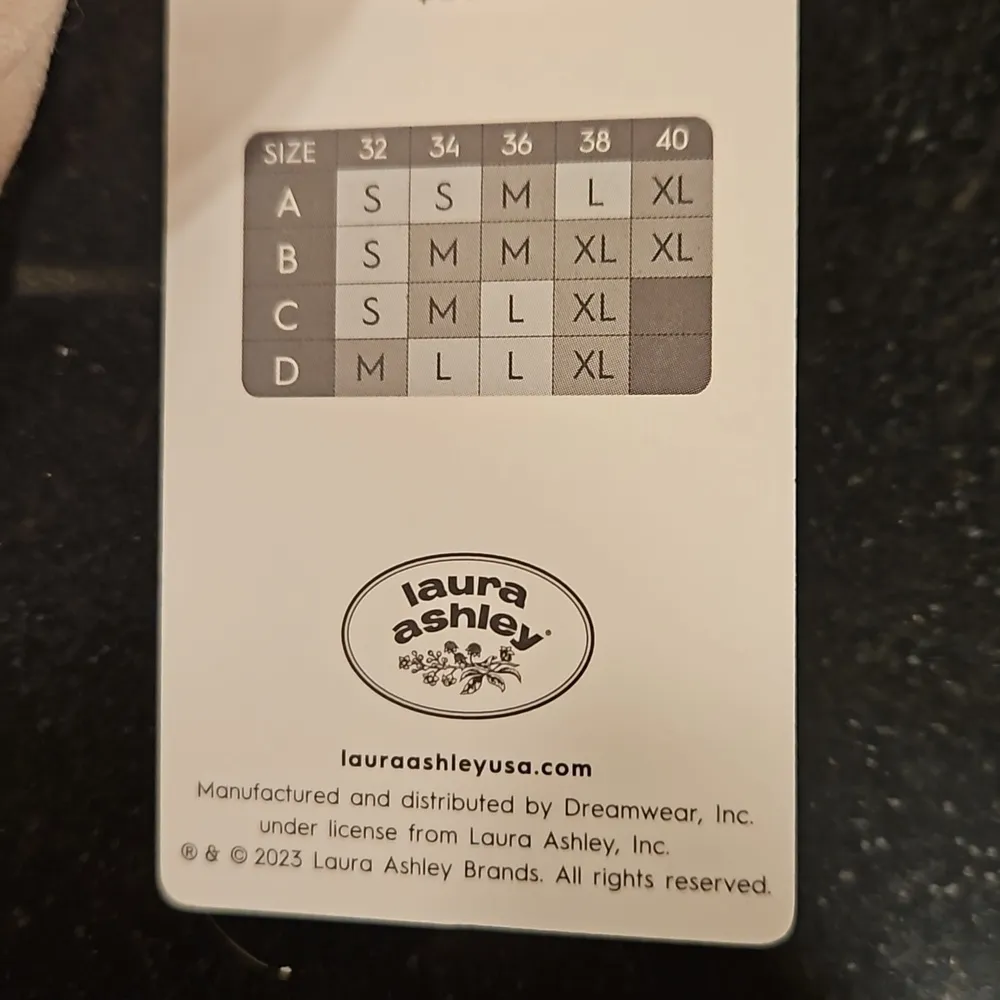 SIZE 32 34 36 38 40
A S S M L XL
B S M M XL XL
C S M L XL
D M L L XL
laura
ashley®
lauraashleyusa.com
Manufactured and distributed by Dreamwear, Inc.
under license from Laura Ashley, Inc.
® & © 2023 Laura Ashley Brands. All rights reserved.